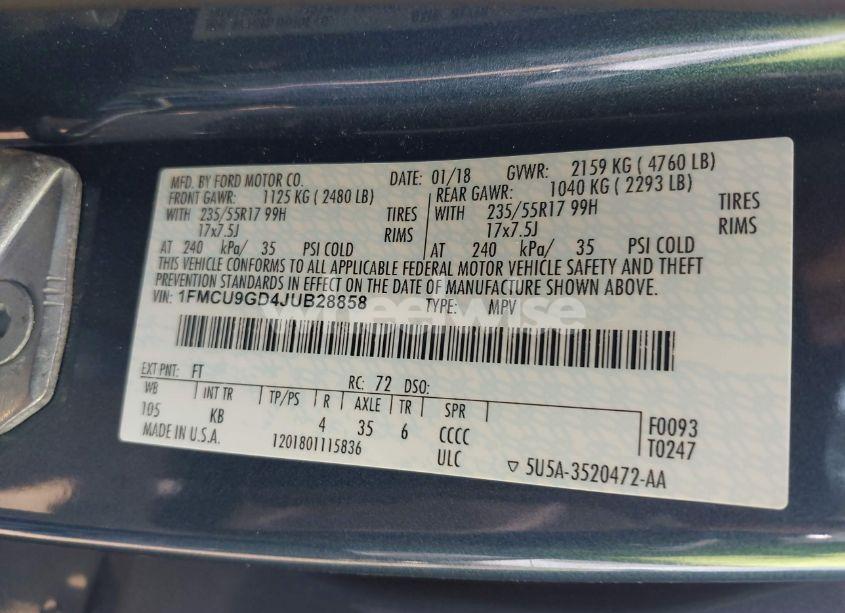 MFD. BY FORD MOTOR CO. DATE: 01/18 GVWR: 2159 KG ( 4760 LB)
FRONT GAWR: 1125 KG ( 2480 LB) REAR GAWR: 1040 KG ( 2293 LB)
WITH 235/55R17 99H TIRES WITH 235/55R17 99H TIRES
17x7.5J RIMS 17x7.5J RIMS
AT 240 kPa/ 35 PSI COLD AT 240 kPa/ 35 PSI COLD
THIS VEHICLE CONFORMS TO ALL APPLICABLE FEDERAL MOTOR VEHICLE SAFETY AND THEFT
PREVENTION STANDARDS IN EFFECT ON THE DATE OF MANUFACTURE SHOWN ABOVE.
VIN: 1FMCU9GD4JUB28858 TYPE: MPV
wheelwise
EXT PNT: FT RC: 72 DSO:
WB INT TR TP/PS R AXLE TR SPR
105 KB 4 35 6 CCCC F0093
MADE IN U.S.A. 1201801115836 ULC T0247
5U5A-3520472-AA